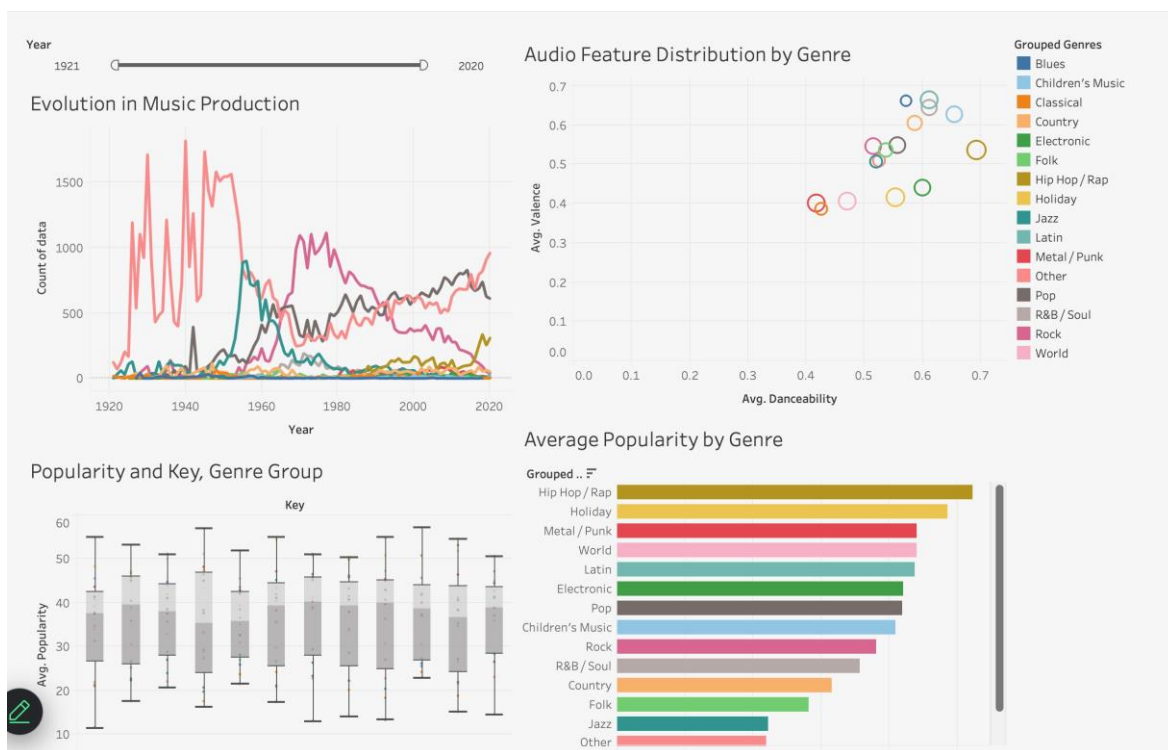 Year
1921
2020
Evolution in Music Production
1500
1000
500
0
Count of data
1920
1940
1960
1980
2000
2020
Year
Audio Feature Distribution by Genre
0.7
0.6
0.5
0.4
0.3
0.2
0.1
0.0
Avg. Valence
0.0
0.1
0.2
0.3
0.4
0.5
0.6
0.7
Avg. Danceability
Grouped Genres
Blues
Children's Music
Classical
Country
Electronic
Folk
Hip Hop / Rap
Holiday
Jazz
Latin
Metal / Punk
Other
Pop
R&B / Soul
Rock
World
Popularity and Key, Genre Group
Key
60
50
40
30
20
10
Avg. Popularity
Average Popularity by Genre
Grouped ..
Hip Hop / Rap
Holiday
Metal / Punk
World
Latin
Electronic
Pop
Children's Music
Rock
R&B / Soul
Country
Folk
Jazz
Other